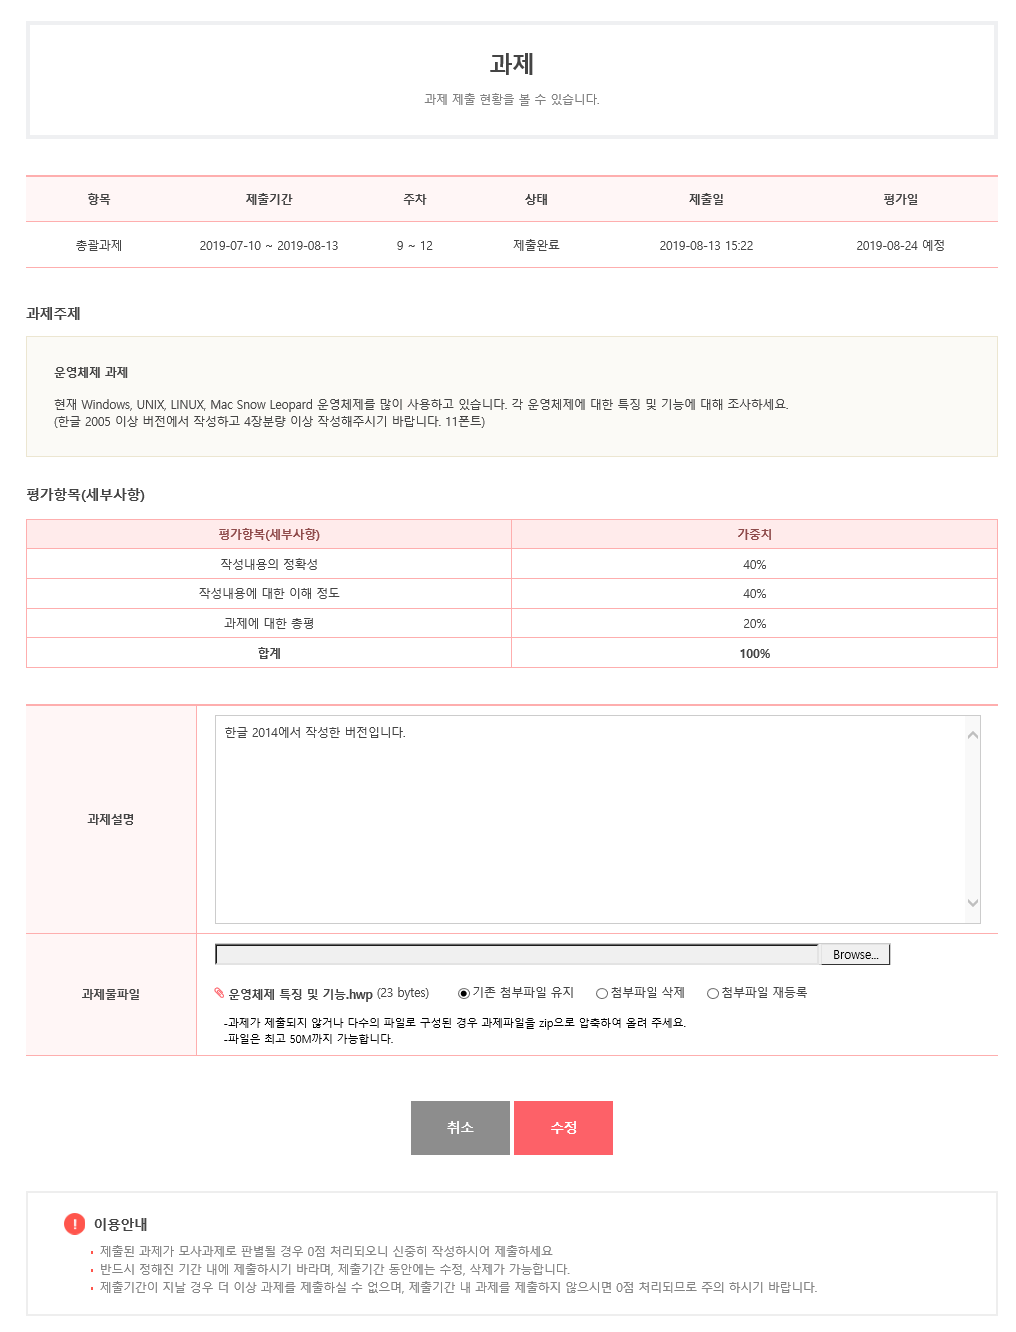 과제
과제 제출 현황을 볼 수 있습니다.
항목 제출기간 주차 상태 제출일 평가일
총괄과제 2019-07-10 ~ 2019-08-13 9 ~ 12 제출완료 2019-08-13 15:22 2019-08-24 예정
과제주제
운영체제 과제
현재 Windows, UNIX, LINUX, Mac Snow Leopard 운영체제를 많이 사용하고 있습니다. 각 운영체제에 대한 특징 및 기능에 대해 조사하세요.
(한글 2005 이상 버전에서 작성하고 4장분량 이상 작성해주시기 바랍니다. 11폰트)
평가항목(세부사항)
평가항복(세부사항) 가중치
작성내용의 정확성 40%
작성내용에 대한 이해 정도 40%
과제에 대한 총평 20%
합계 100%
과제설명
한글 2014에서 작성한 버전입니다.
과제물파일
Browse...
운영체제 특징 및 기능.hwp (23 bytes) 기존 첨부파일 유지 첨부파일 삭제 첨부파일 재등록
-과제가 제출되지 않거나 다수의 파일로 구성된 경우 과제파일을 zip으로 압축하여 올려 주세요.
-파일은 최고 50M까지 가능합니다.
취소 수정
! 이용안내
제출된 과제가 모사과제로 판별될 경우 0점 처리되오니 신중히 작성하시어 제출하세요
반드시 정해진 기간 내에 제출하시기 바라며, 제출기간 동안에는 수정, 삭제가 가능합니다.
제출기간이 지날 경우 더 이상 과제를 제출하실 수 없으며, 제출기간 내 과제를 제출하지 않으시면 0점 처리되므로 주의 하시기 바랍니다.